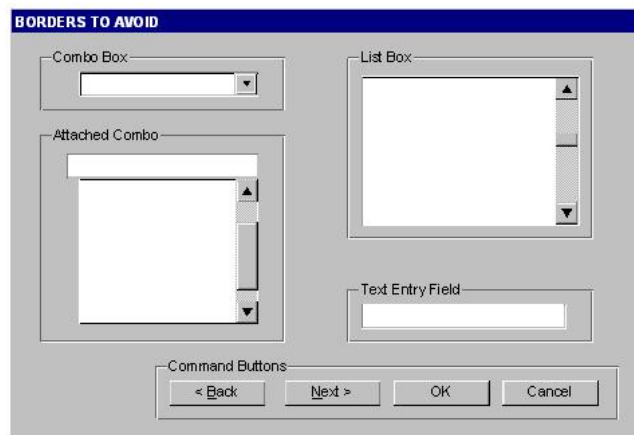 BORDERS TO AVOID
Combo Box
List Box
Attached Combo
Text Entry Field
Command Buttons
< Back
Next >
OK
Cancel